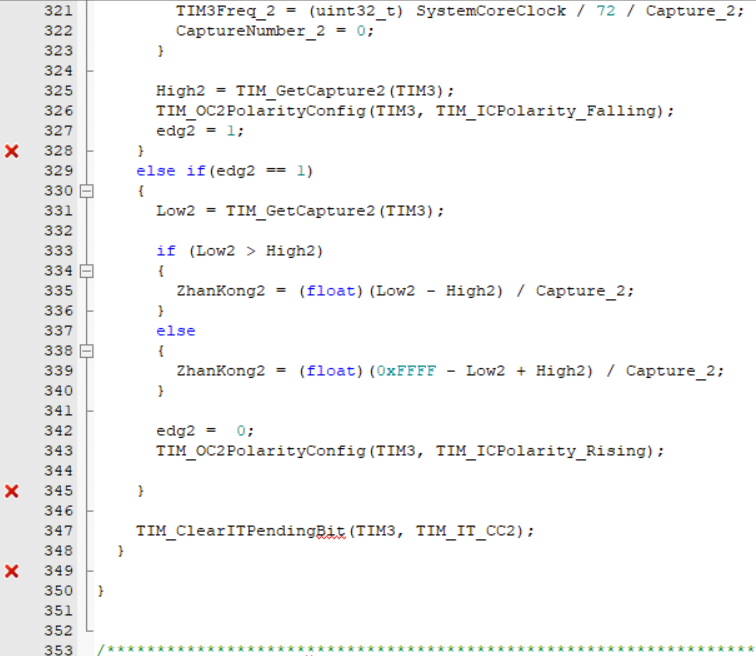 321 TIM3Freq_2 = (uint32_t) SystemCoreClock / 72 / Capture_2;
322 CaptureNumber_2 = 0;
323 }
324
325 High2 = TIM_GetCapture2(TIM3);
326 TIM_OC2PolarityConfig(TIM3, TIM_ICPolarity_Falling);
327 edg2 = 1;
328 }
329 else if(edg2 == 1)
330 {
331 Low2 = TIM_GetCapture2(TIM3);
332
333 if (Low2 > High2)
334 {
335 ZhanKong2 = (float)(Low2 - High2) / Capture_2;
336 }
337 else
338 {
339 ZhanKong2 = (float)(0xFFFF - Low2 + High2) / Capture_2;
340 }
341
342 edg2 =  0;
343 TIM_OC2PolarityConfig(TIM3, TIM_ICPolarity_Rising);
344
345 }
346
347 TIM_ClearITPendingBit(TIM3, TIM_IT_CC2);
348 }
349
350 }
351
352
353 /*****************************************************************